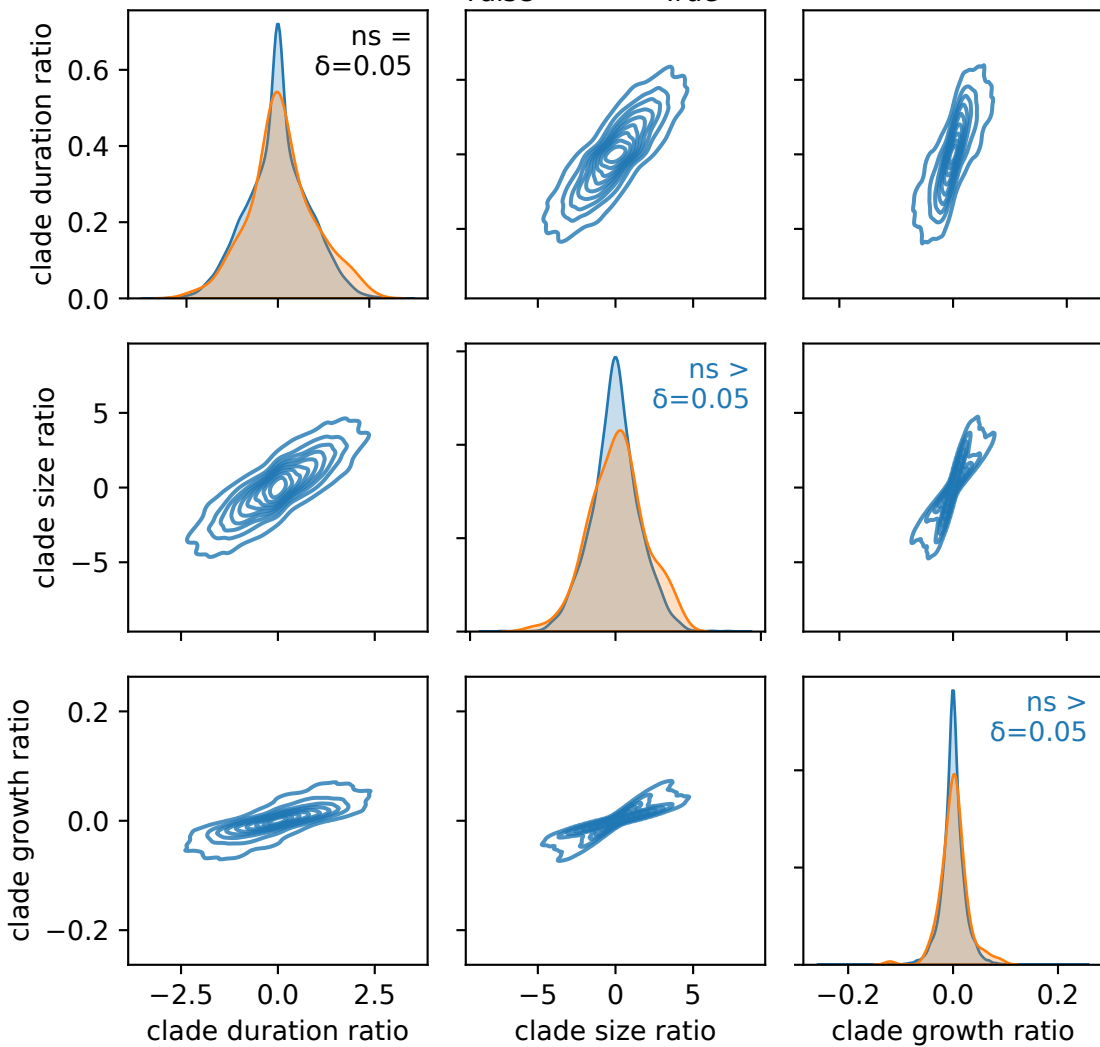 clade duration ratio
0.6
0.4
0.2
0.0
ns =
δ=0.05
clade size ratio
5
0
−5
ns >
δ=0.05
clade growth ratio
0.2
0.0
−0.2
ns >
δ=0.05
−2.5 0.0 2.5
−5 0 5
−0.2 0.0 0.2
clade duration ratio
clade size ratio
clade growth ratio